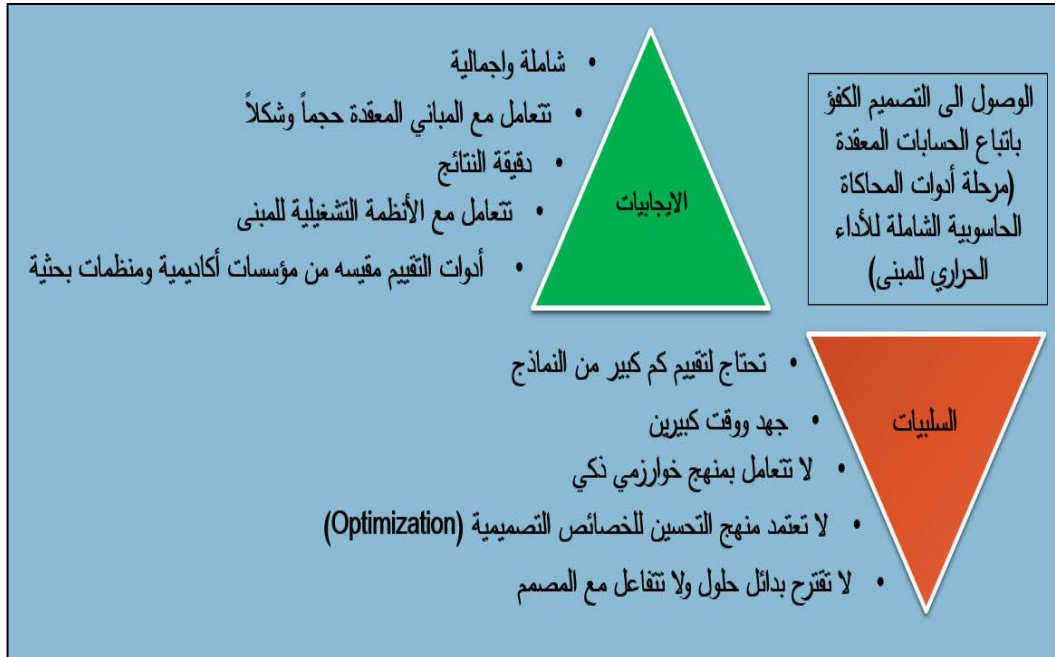 الوصول الى التصميم الكفؤ
باتباع الحسابات المعقدة
(مرحلة أدوات المحاكاة
الحاسوبية الشاملة للأداء
الحراري للمبنى)
الايجابيات
• شاملة واجمالية
• تتعامل مع المباني المعقدة حجماً وشكلاً
• دقيقة النتائج
• تتعامل مع الأنظمة التشغيلية للمبنى
• أدوات التقييم مقيسه من مؤسسات أكاديمية ومنظمات بحثية
السلبيات
• تحتاج لتقييم كم كبير من النماذج
• جهد ووقت كبيرين
• لا تتعامل بمنهج خوارزمي ذكي
• لا تعتمد منهج التحسين للخصائص التصميمية (Optimization)
• لا تقترح بدائل حلول ولا تتفاعل مع المصمم